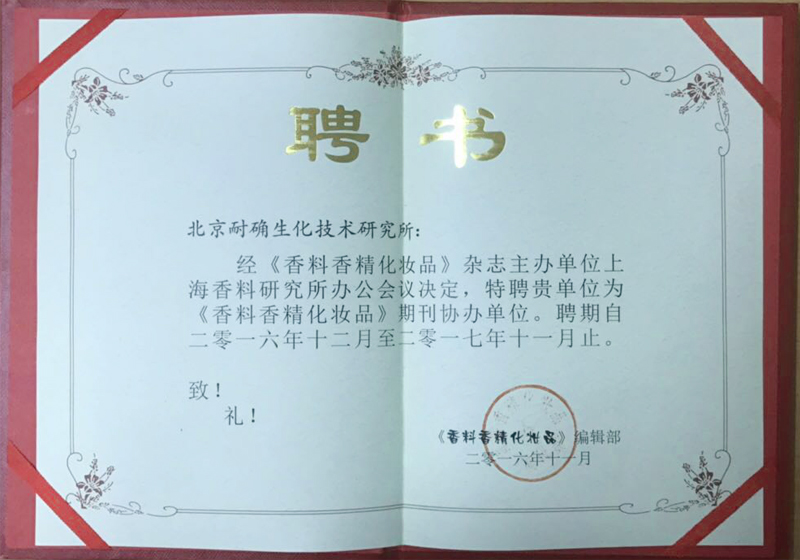 聘书
北京耐确生化技术研究所：
经《香料香精化妆品》杂志主办单位上
海香料研究所办公会议决定，特聘贵单位为
《香料香精化妆品》期刊协办单位。聘期自
二零一六年十二月至二零一七年十一月止。
致！
礼！
《香料香精化妆品》编辑部
二零一六年十一月